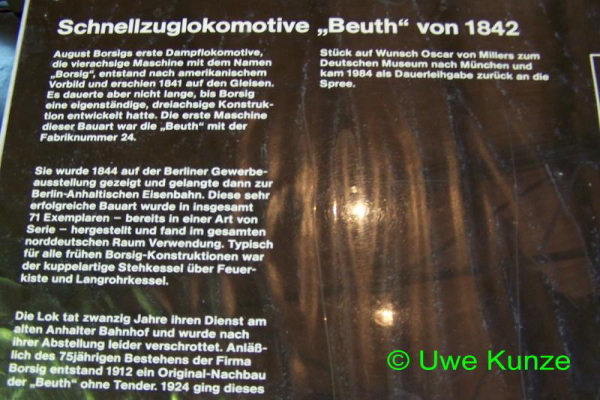 Schnellzuglokomotive „Beuth“ von 1842
August Borsigs erste Dampflokomotive,
die vierachsige Maschine mit dem Namen
„Borsig“, entstand nach amerikanischem
Vorbild und erschien 1841 auf den Gleisen.
Es dauerte aber nicht lange, bis Borsig
eine eigenständige, dreiachsige Konstruk-
tion entwickelt hatte. Die erste Maschine
dieser Bauart war die „Beuth“ mit der
Fabriknummer 24.
Sie wurde 1844 auf der Berliner Gewerbe-
ausstellung gezeigt und gelangte dann zur
Berlin-Anhaltischen Eisenbahn. Diese sehr
erfolgreiche Bauart wurde in insgesamt
71 Exemplaren – bereits in einer Art von
Serie – hergestellt und fand im gesamten
norddeutschen Raum Verwendung. Typisch
für alle frühen Borsig-Konstruktionen war
der kuppelartige Stehkessel über Feuer-
kiste und Langrohrkessel.
Die Lok tat zwanzig Jahre ihren Dienst am
alten Anhalter Bahnhof und wurde nach
ihrer Abstellung leider verschrottet. Anläß-
lich des 75jährigen Bestehens der Firma
Borsig entstand 1912 ein Original-Nachbau
der „Beuth“ ohne Tender. 1924 ging dieses
Stück auf Wunsch Oscar von Millers zum
Deutschen Museum nach München und
kam 1984 als Dauerleihgabe zurück an die
Spree.
© Uwe Kunze